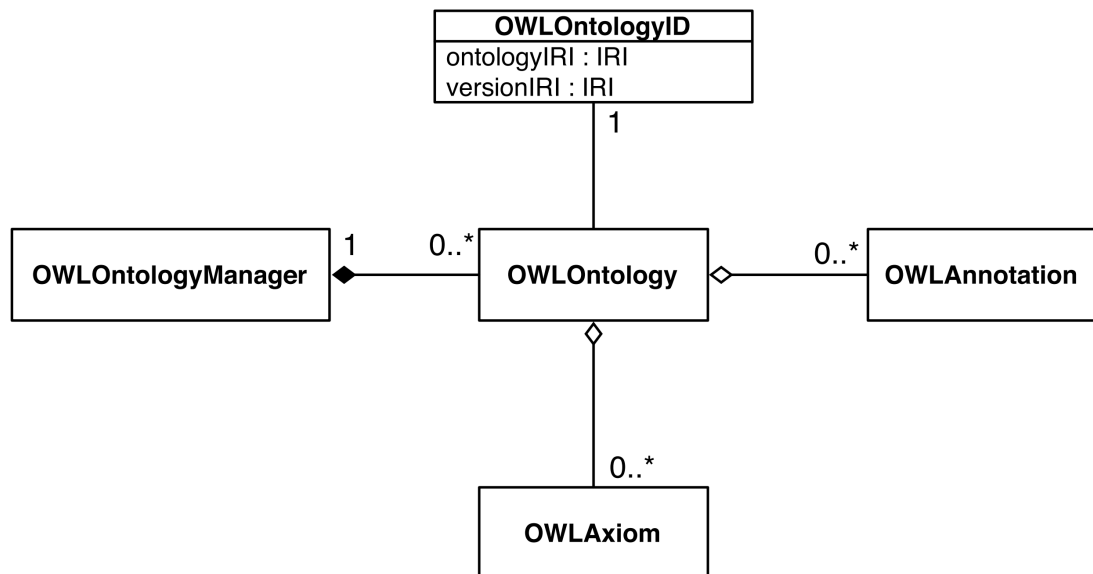 OWLOntologyID
ontologyIRI : IRI
versionIRI : IRI
1
1
0..*
0..*
OWLOntologyManager
OWLOntology
OWLAnnotation
0..*
OWLAxiom